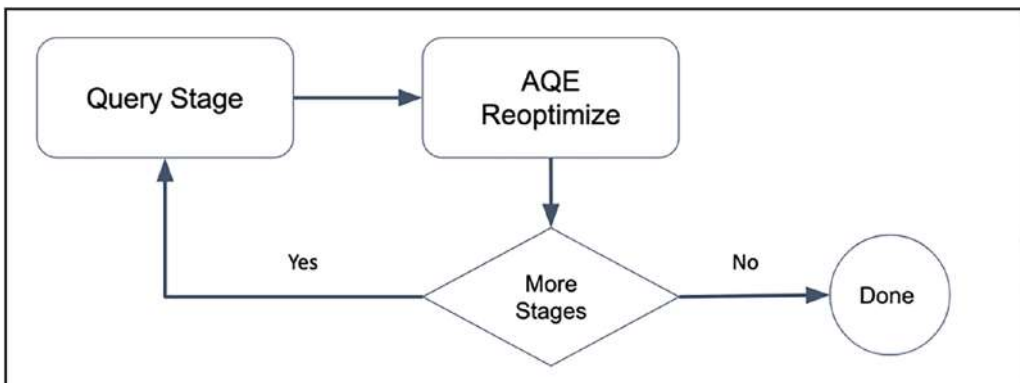 Query Stage
AQE
Reoptimize
Yes
More
Stages
No
Done